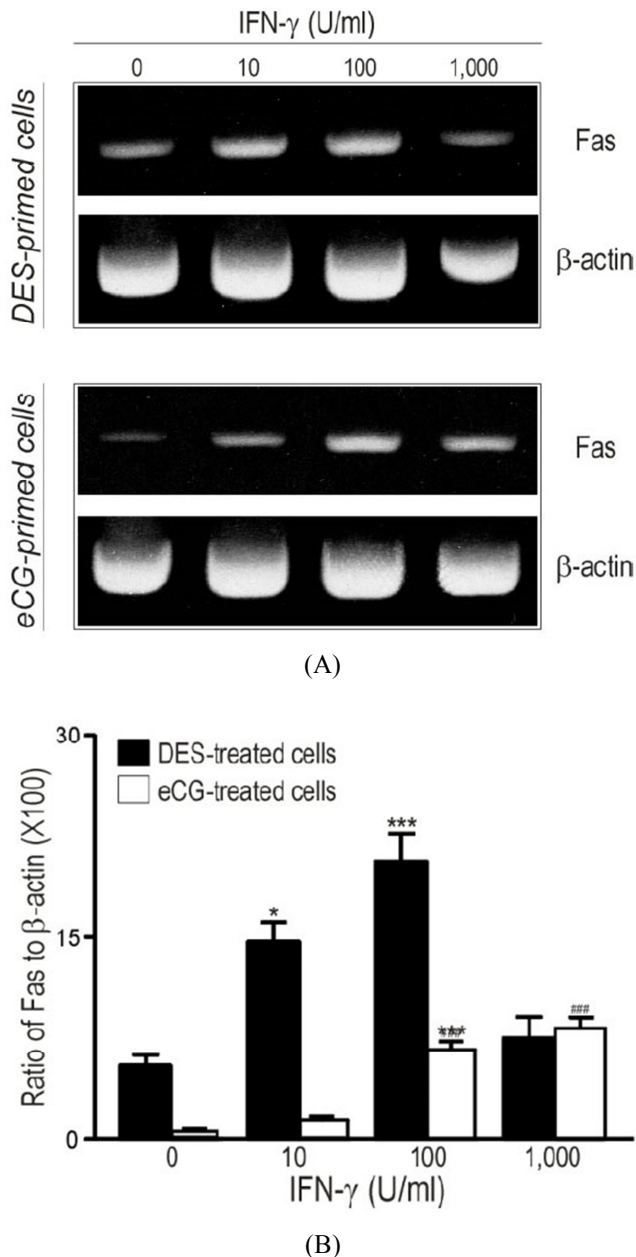 IFN-γ (U/ml)
0 10 100 1,000
DES-primed cells
Fas
β-actin
eCG-primed cells
Fas
β-actin
(A)
30
DES-treated cells
eCG-treated cells
Ratio of Fas to β-actin (X100)
***
*
15
***
###
0
0 10 100 1,000
IFN-γ (U/ml)
(B)